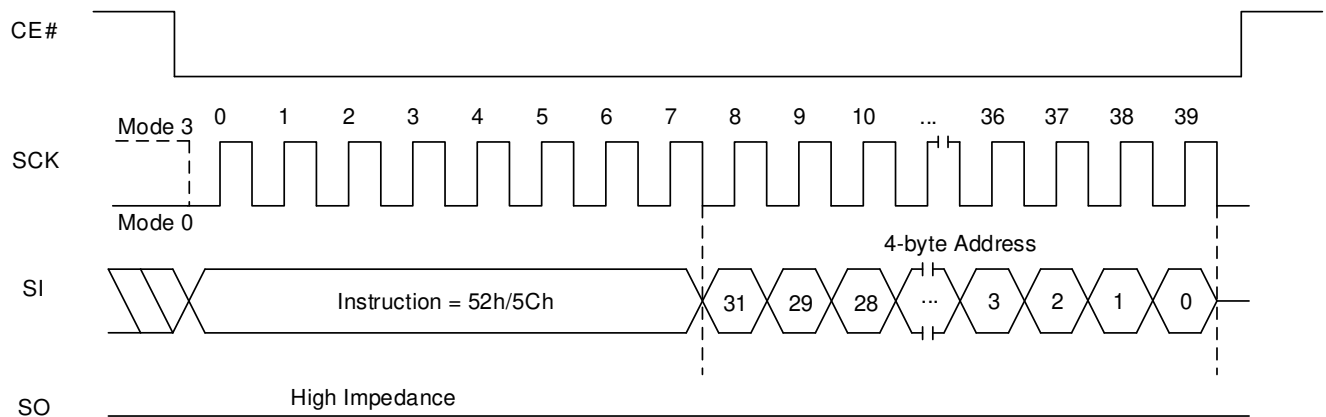 CE#
0 1 2 3 4 5 6 7 8 9 10 ... 36 37 38 39
Mode 3
SCK
Mode 0
4-byte Address
SI
Instruction = 52h/5Ch 31 29 28 ... 3 2 1 0
High Impedance
SO